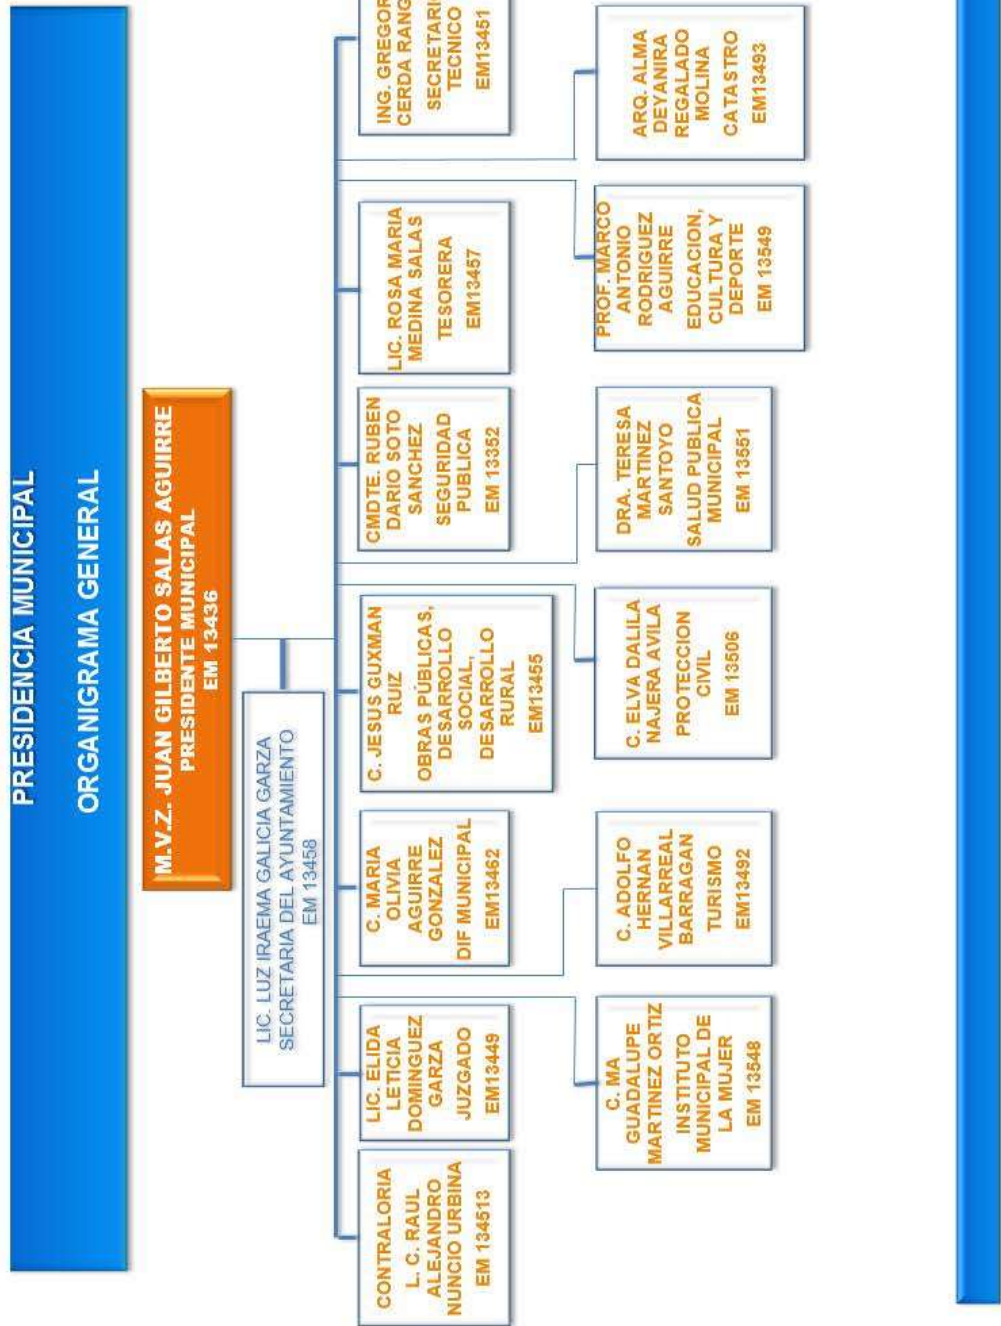 PRESIDENCIA MUNICIPAL
ORGANIGRAMA GENERAL
M.V.Z. JUAN GILBERTO SALAS AGUIRRE
PRESIDENTE MUNICIPAL
EM 13436
LIC. LUZ IRAEMA GALICIA GARZA
SECRETARIA DEL AYUNTAMIENTO
EM 13458
CONTRALORIA
L. C. RAUL
ALEJANDRO
NUNCIO URBINA
EM 134513
LIC. ELIDA
LETICIA
DOMINGUEZ
GARZA
JUZGADO
EM13449
C. MARIA
OLIVIA
AGUIRRE
GONZALEZ
DIF MUNICIPAL
EM13462
C. JESUS GUXMAN
RUIZ
OBRAS PÚBLICAS,
DESARROLLO
SOCIAL,
DESARROLLO
RURAL
EM13455
CMDTE. RUBEN
DARIO SOTO
SANCHEZ
SEGURIDAD
PUBLICA
EM 13352
LIC. ROSA MARIA
MEDINA SALAS
TESORERA
EM13457
ING. GREGOR
CERDA RANG
SECRETARI
TECNICO
EM13451
C. MA
GUADALUPE
MARTINEZ ORTIZ
INSTITUTO
MUNICIPAL DE
LA MUJER
EM 13548
C. ADOLFO
HERNAN
VILLARREAL
BARRAGAN
TURISMO
EM13492
C. ELVA DALILA
NAJERA AVILA
PROTECCION
CIVIL
EM 13506
DRA. TERESA
MARTINEZ
SANTOYO
SALUD PUBLICA
MUNICIPAL
EM 13551
PROF. MARCO
ANTONIO
RODRIGUEZ
AGUIRRE
EDUCACION,
CULTURA Y
DEPORTE
EM 13549
ARQ. ALMA
DEYANIRA
REGALADO
MOLINA
CATASTRO
EM13493